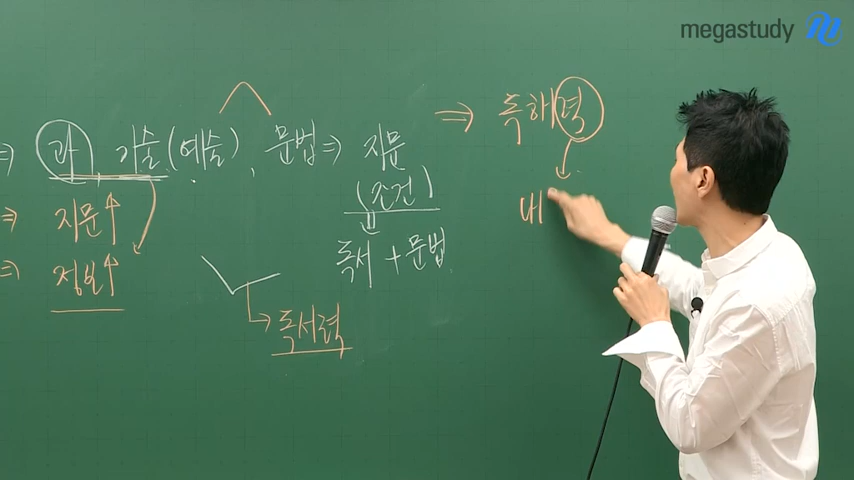 megastudy
⇒ 과 기술(예술), 문법 ⇒ 지문 ⇒ 독해력
(조건)
⇒ 지문↑
⇒ 정보↑
독서 + 문법
독서력
내